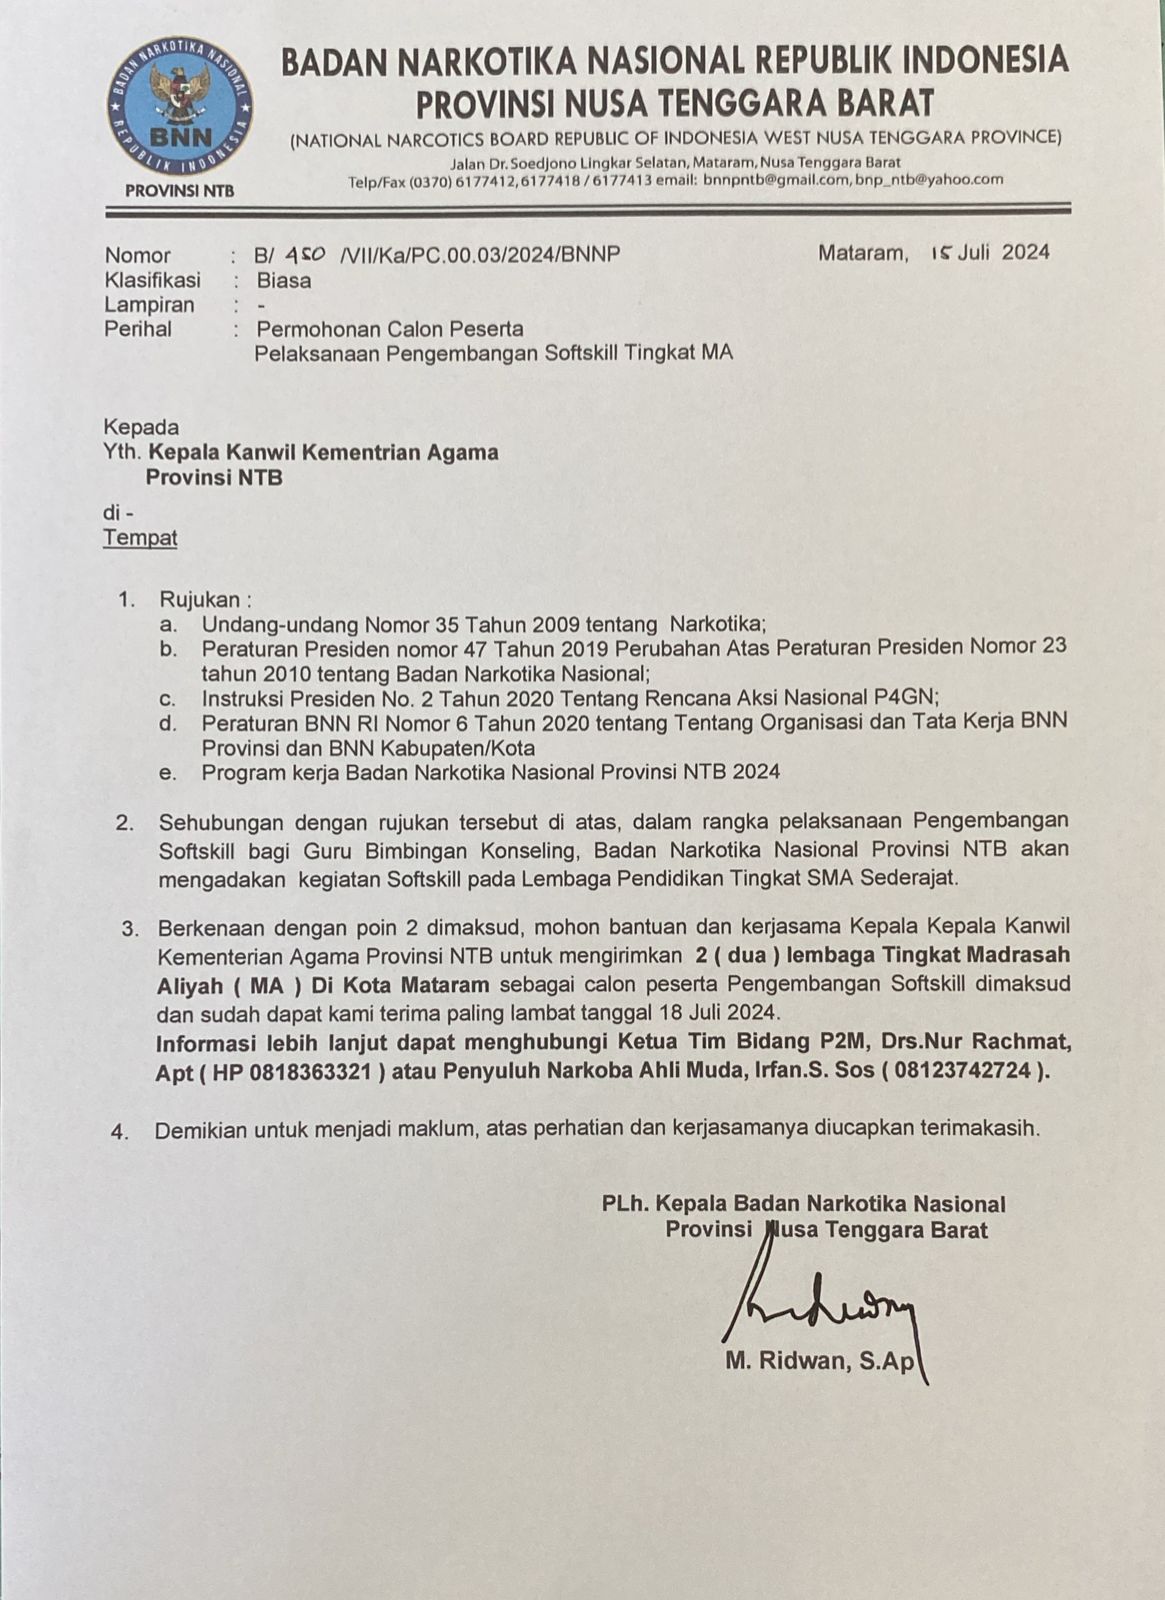 BADAN NARKOTIKA NASIONAL
REPUBLIK INDONESIA
BNN
PROVINSI NTB
BADAN NARKOTIKA NASIONAL REPUBLIK INDONESIA
PROVINSI NUSA TENGGARA BARAT
(NATIONAL NARCOTICS BOARD REPUBLIC OF INDONESIA WEST NUSA TENGGARA PROVINCE)
Jalan Dr. Soedjono Lingkar Selatan, Mataram, Nusa Tenggara Barat
Telp/Fax (0370) 6177412, 6177418 / 6177413 email: bnnpntb@gmail.com, bnp_ntb@yahoo.com
Nomor : B/ 450 /VII/Ka/PC.00.03/2024/BNNP Mataram, 15 Juli 2024
Klasifikasi : Biasa
Lampiran : -
Perihal : Permohonan Calon Peserta
Pelaksanaan Pengembangan Softskill Tingkat MA
Kepada
Yth. Kepala Kanwil Kementrian Agama
Provinsi NTB
di -
Tempat
1. Rujukan :
a. Undang-undang Nomor 35 Tahun 2009 tentang Narkotika;
b. Peraturan Presiden nomor 47 Tahun 2019 Perubahan Atas Peraturan Presiden Nomor 23
tahun 2010 tentang Badan Narkotika Nasional;
c. Instruksi Presiden No. 2 Tahun 2020 Tentang Rencana Aksi Nasional P4GN;
d. Peraturan BNN RI Nomor 6 Tahun 2020 tentang Tentang Organisasi dan Tata Kerja BNN
Provinsi dan BNN Kabupaten/Kota
e. Program kerja Badan Narkotika Nasional Provinsi NTB 2024
2. Sehubungan dengan rujukan tersebut di atas, dalam rangka pelaksanaan Pengembangan
Softskill bagi Guru Bimbingan Konseling, Badan Narkotika Nasional Provinsi NTB akan
mengadakan kegiatan Softskill pada Lembaga Pendidikan Tingkat SMA Sederajat.
3. Berkenaan dengan poin 2 dimaksud, mohon bantuan dan kerjasama Kepala Kepala Kanwil
Kementerian Agama Provinsi NTB untuk mengirimkan 2 ( dua ) lembaga Tingkat Madrasah
Aliyah ( MA ) Di Kota Mataram sebagai calon peserta Pengembangan Softskill dimaksud
dan sudah dapat kami terima paling lambat tanggal 18 Juli 2024.
Informasi lebih lanjut dapat menghubungi Ketua Tim Bidang P2M, Drs.Nur Rachmat,
Apt ( HP 0818363321 ) atau Penyuluh Narkoba Ahli Muda, Irfan.S. Sos ( 08123742724 ).
4. Demikian untuk menjadi maklum, atas perhatian dan kerjasamanya diucapkan terimakasih.
PLh. Kepala Badan Narkotika Nasional
Provinsi Nusa Tenggara Barat
M. Ridwan, S.Ap